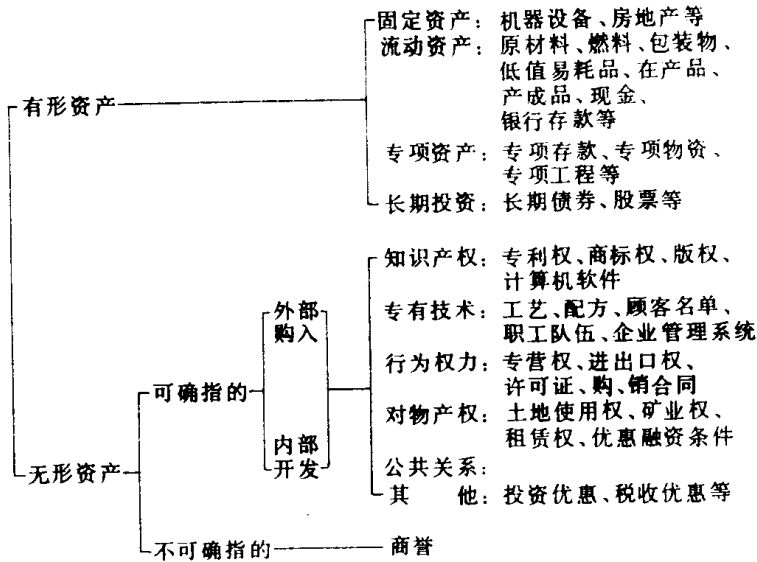 固定资产：机器设备、房地产等
流动资产：原材料、燃料、包装物、
低值易耗品、在产品、
产成品、现金、
银行存款等
有形资产
专项资产：专项存款、专项物资、
专项工程等
长期投资：长期债券、股票等
知识产权：专利权、商标权、版权、
计算机软件
外部
购入
专有技术：工艺、配方、顾客名单、
职工队伍、企业管理系统
行为权力：专营权、进出口权、
许可证、购、销合同
可确指的
对物产权：土地使用权、矿业权、
租赁权、优惠融资条件
内部
开发
无形资产
公共关系：
其 他：投资优惠、税收优惠等
不可确指的
商誉